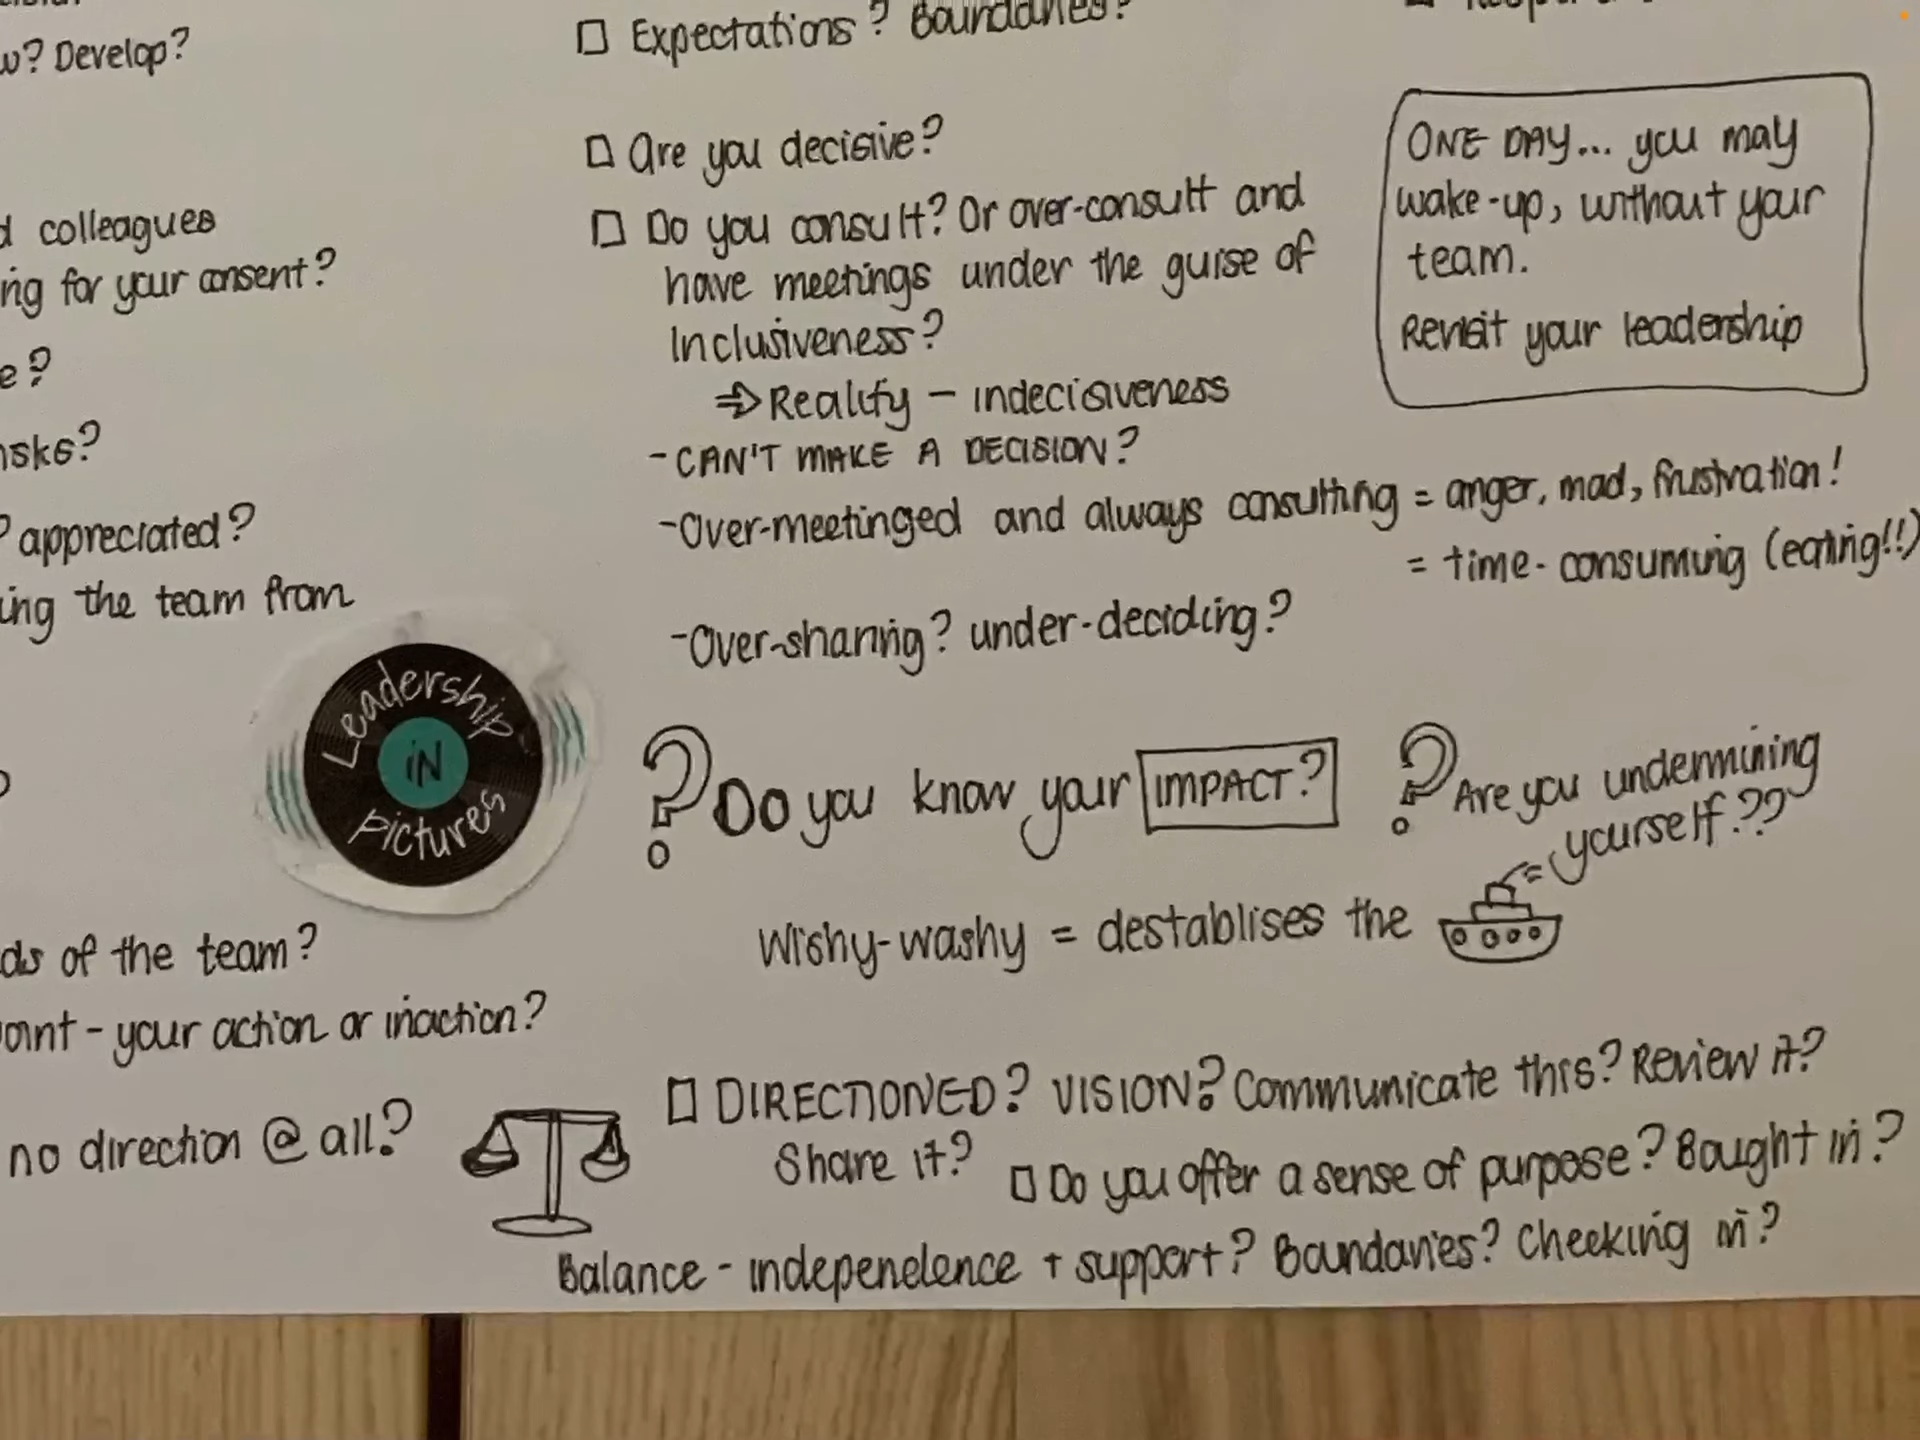 w? Develop?
colleagues
ng for your consent?
e?
appreciated?
ing the team from
Leadership
iN
pictures
of the team?
your action or inaction?
no direction @ all?
□ Expectations? Boundaries?
□ Are you decisive?
□ Do you consult? Or over-consult and
have meetings under the guise of
Inclusiveness?
⇒ Reality - indecisiveness
- CAN'T MAKE A DECISION?
- Over-meetinged and always consulting = anger, mad, frustration!
= time-consuming (eating!!)
- Over-sharing? under-deciding?
ONE DAY... you may
wake-up, without your
team.
Revisit your leadership
? Do you know your IMPACT?
? Are you undermining
yourself??
Wishy-washy = destablises the
□ DIRECTIONED? VISION? Communicate this? Review it?
Share it?
□ Do you offer a sense of purpose? Bought in?
Balance - independence + support? Boundaries? Checking in?